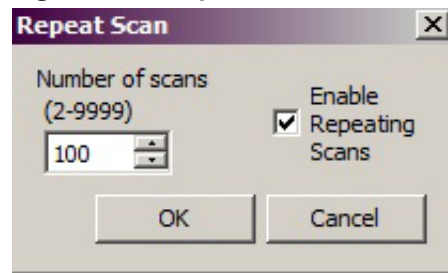 Repeat Scan
Number of scans
(2-9999)
100
Enable
Repeating
Scans
OK
Cancel